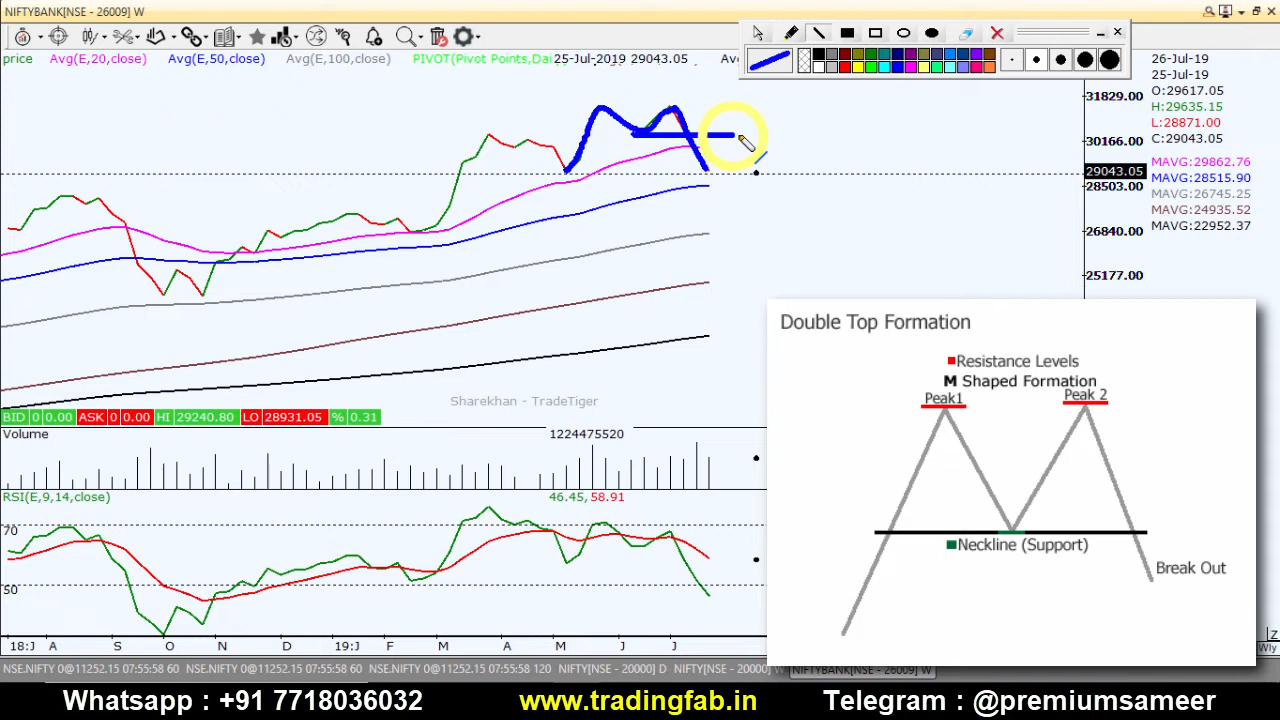 NIFTYBANK[NSE - 26009] W
price Avg(E,20,close) Avg(E,50,close) Avg(E,100,close) PIVOT(Pivot Points,Dai 25-Jul-2019 29043.05 Av
26-Jul-19
25-Jul-19
O:29617.05
H:29635.15
L:28871.00
C:29043.05
MAVG:29862.76
MAVG:28515.90
MAVG:26745.25
MAVG:24935.52
MAVG:22952.37
31829.00
30166.00
29043.05
28503.00
26840.00
25177.00
Sharekhan - TradeTiger
BID 0 0.00 ASK 0 0.00 HI 29240.80 LO 28931.05 % 0.31
Volume
1224475520
RSI(E,9,14,close) 46.45, 58.91
70
50
18:J A S O N D 19:J F M A M J J
Z
Wly
Double Top Formation
Resistance Levels
M Shaped Formation
Peak1
Peak 2
Neckline (Support)
Break Out
NSE.NIFTY 0@11252.15 07:55:58 60 NSE.NIFTY 0@11252.15 07:55:58 60 NSE.NIFTY 0@11252.15 07:55:58 120 NIFTY[NSE - 20000] D NIFTY[NSE - 20000] W NIFTYBANK[NSE - 26009] W
Whatsapp : +91 7718036032 www.tradingfab.in Telegram : @premiumsameer